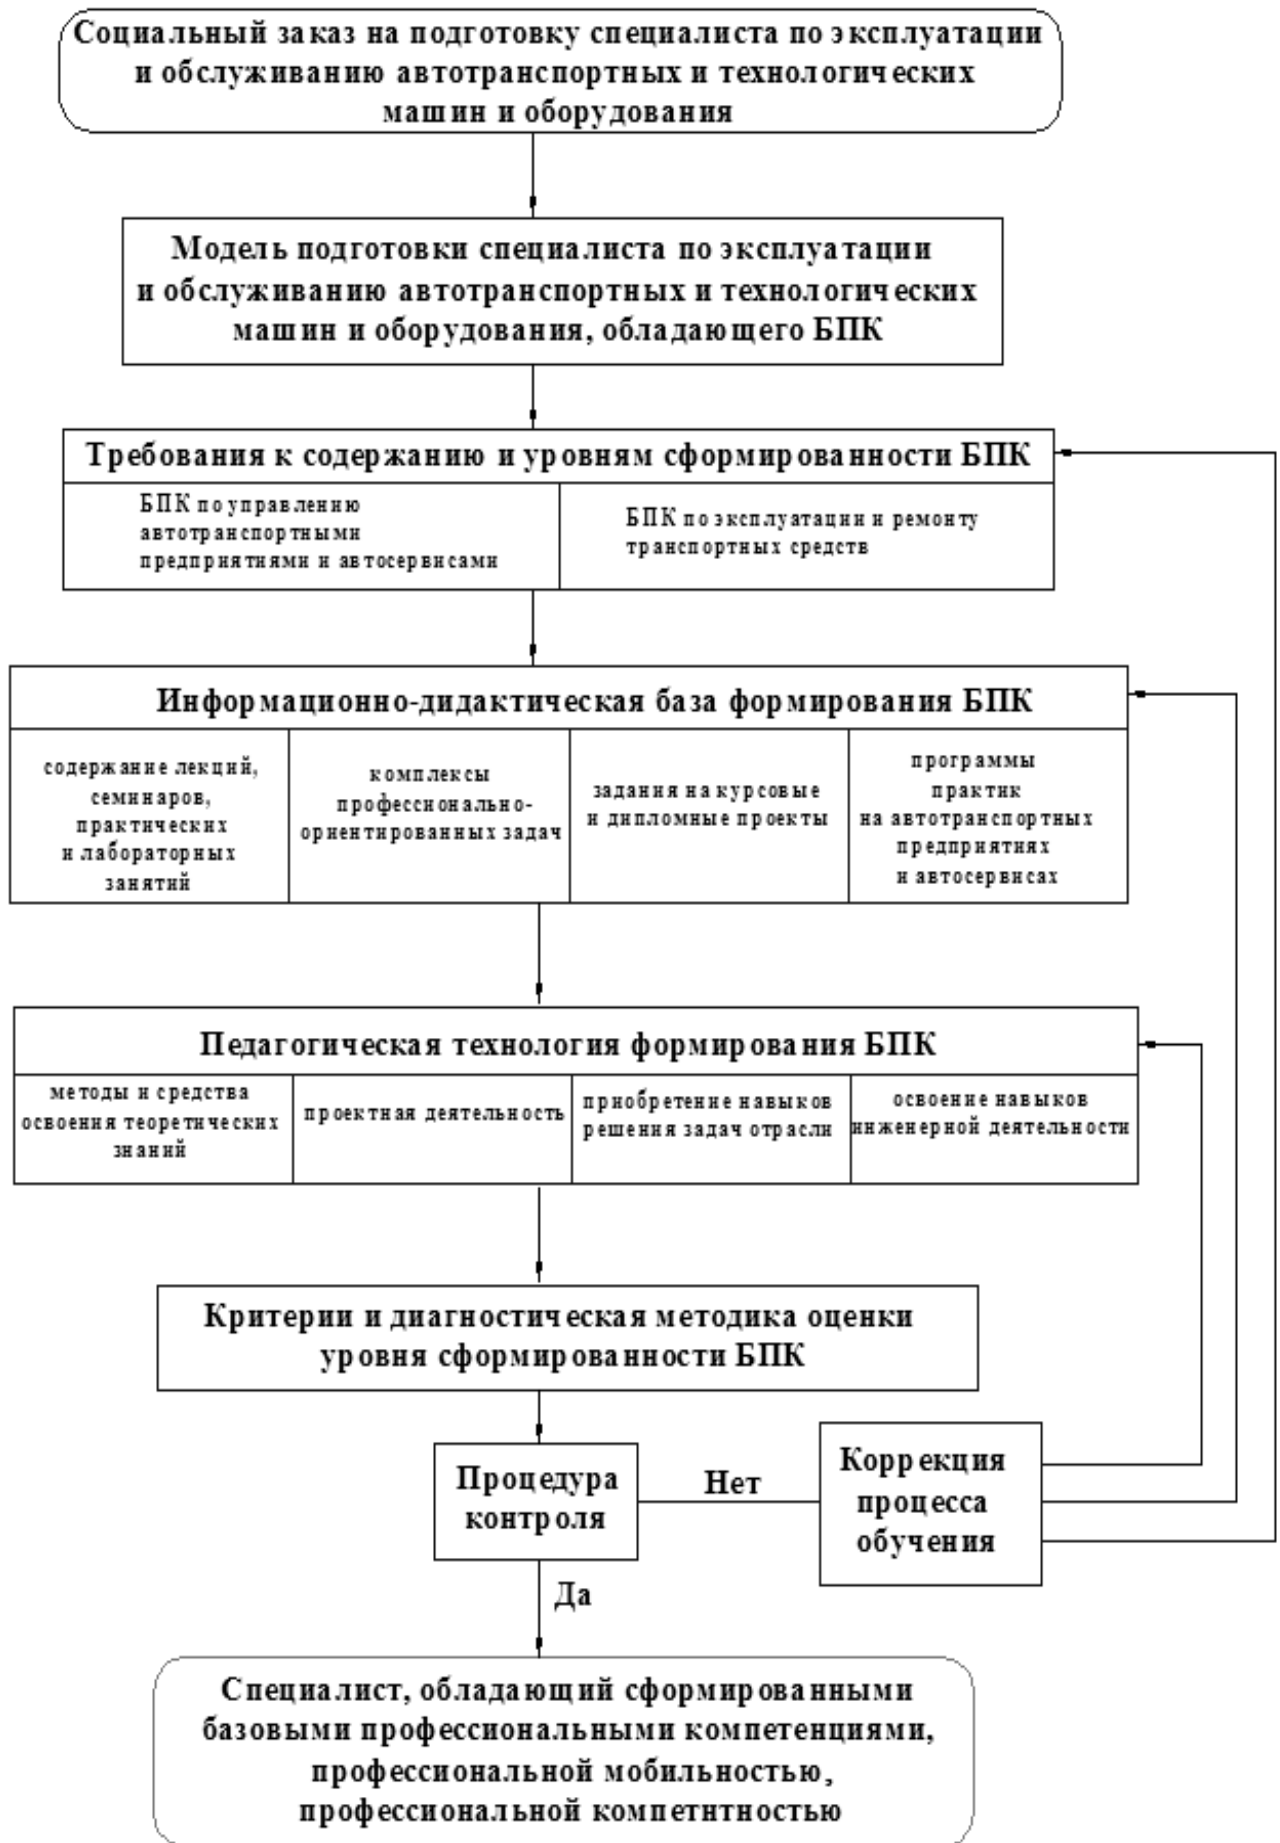 Социальный заказ на подготовку специалиста по эксплуатации
и обслуживанию автотранспортных и технологических
машин и оборудования
Модель подготовки специалиста по эксплуатации
и обслуживанию автотранспортных и технологических
машин и оборудования, обладающего БПК
Требования к содержанию и уровням сформированности БПК
БПК по управлению
автотранспортными
предприятиями и автосервисами
БПК по эксплуатации и ремонту
транспортных средств
Информационно-дидактическая база формирования БПК
содержание лекций,
семинаров,
практических
и лабораторных
занятий
комплексы
профессионально-
ориентированных задач
задания на курсовые
и дипломные проекты
программы
практик
на автотранспортных
предприятиях
и автосервисах
Педагогическая технология формирования БПК
методы и средства
освоения теоретических
знаний
проектная деятельность
приобретение навыков
решения задач отрасли
освоение навыков
инженерной деятельности
Критерии и диагностическая методика оценки
уровня сформированности БПК
Процедура
контроля
Нет
Коррекция
процесса
обучения
Да
Специалист, обладающий сформированными
базовыми профессиональными компетенциями,
профессиональной мобильностью,
профессиональной компетнтностью